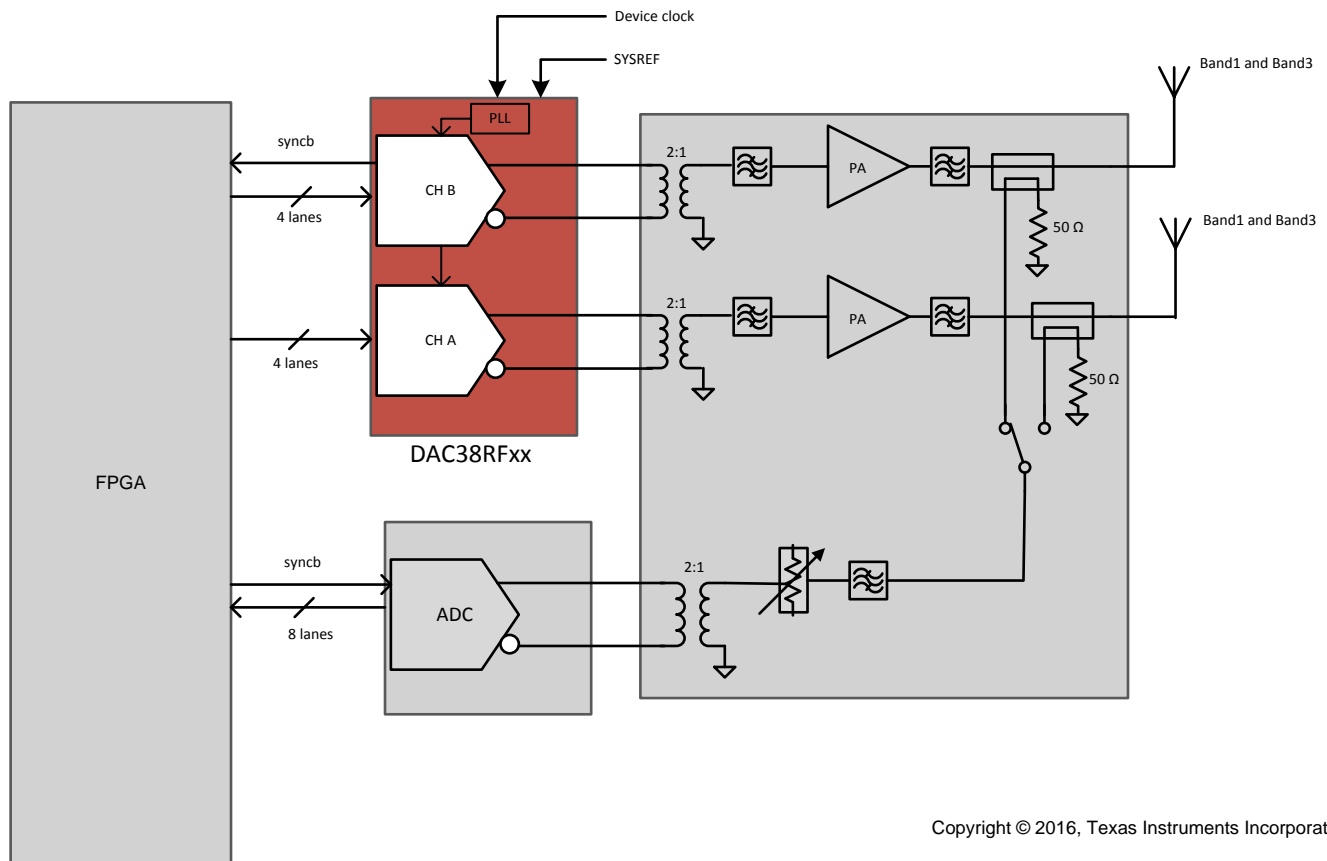 Device clock
SYSREF
Band1 and Band3
PLL
syncb
2:1
CH B
PA
4 lanes
50 Ω
Band1 and Band3
2:1
CH A
PA
4 lanes
50 Ω
DAC38RFxx
FPGA
syncb
2:1
ADC
8 lanes
Copyright © 2016, Texas Instruments Incorporat